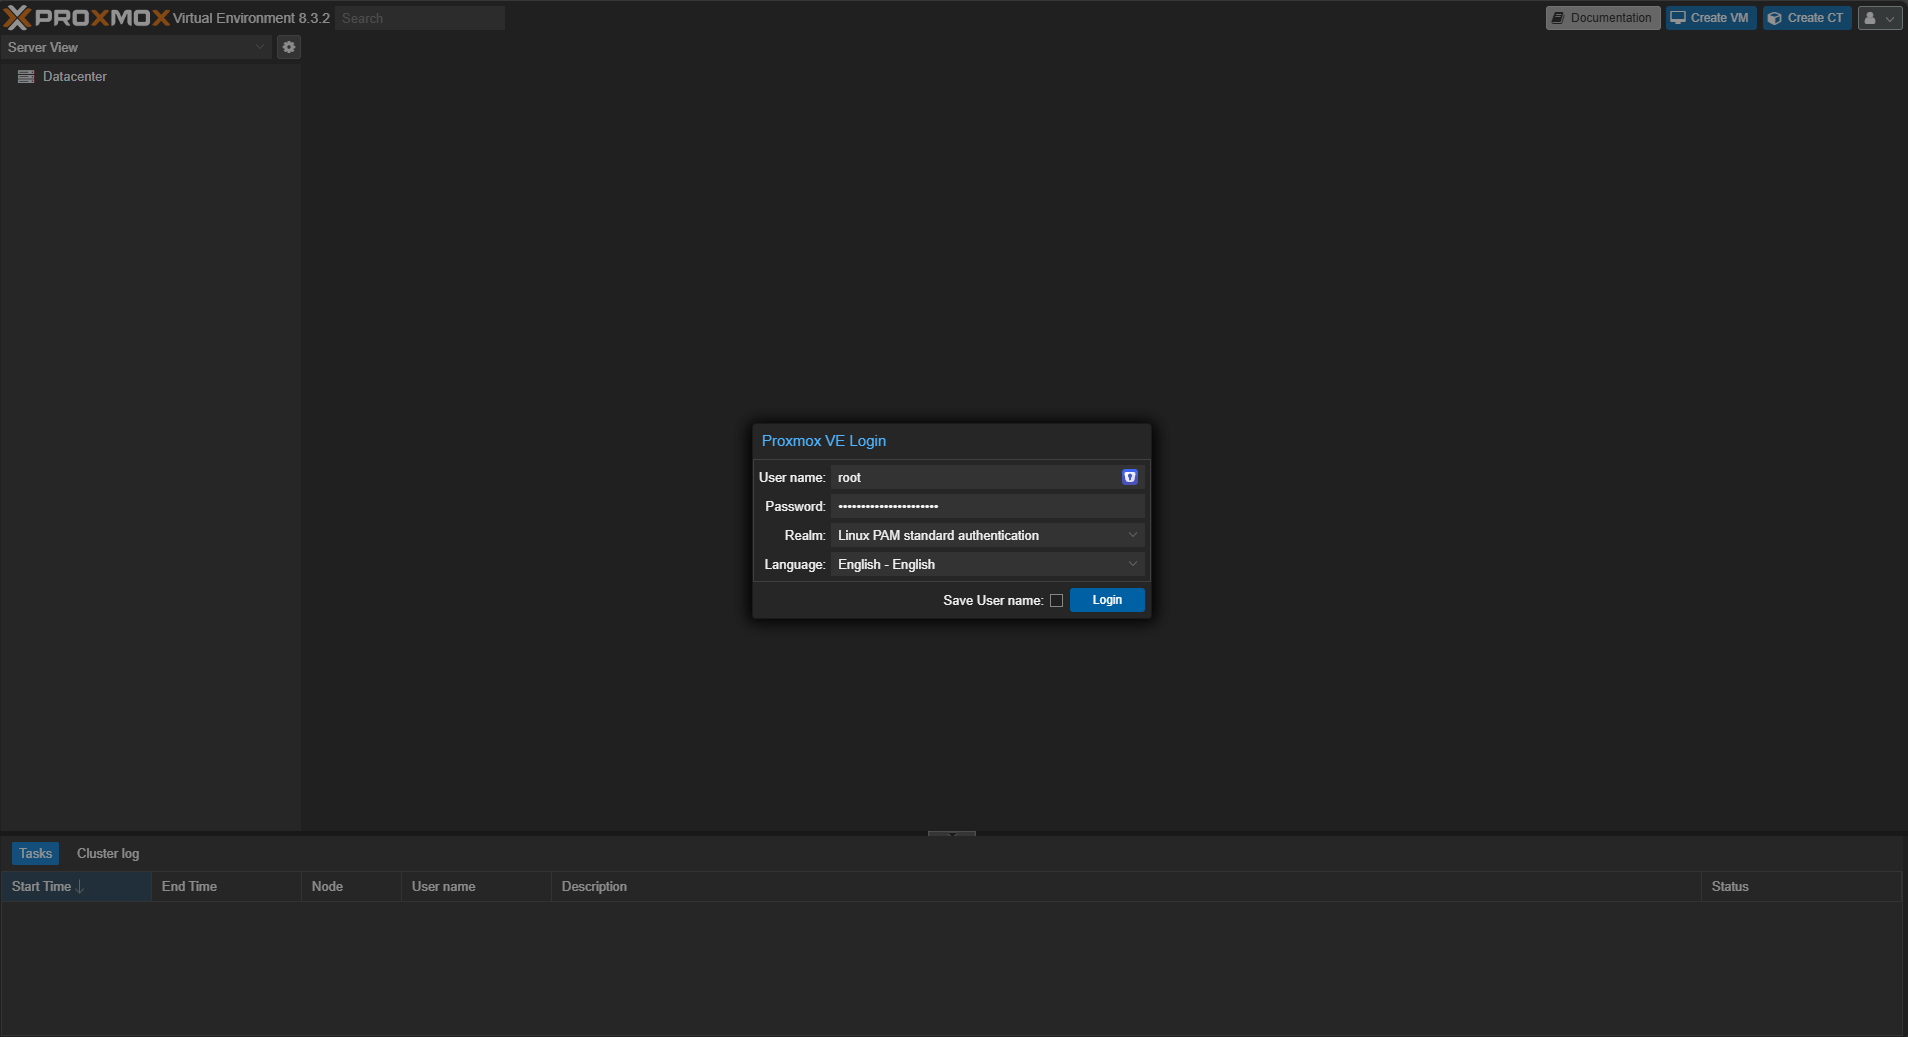 PROXMOX Virtual Environment 8.3.2 Search Documentation Create VM Create CT
Server View
Datacenter
Proxmox VE Login
User name: root
Password: ••••••••••••••••••••••
Realm: Linux PAM standard authentication
Language: English - English
Save User name: Login
Tasks Cluster log
Start Time End Time Node User name Description Status